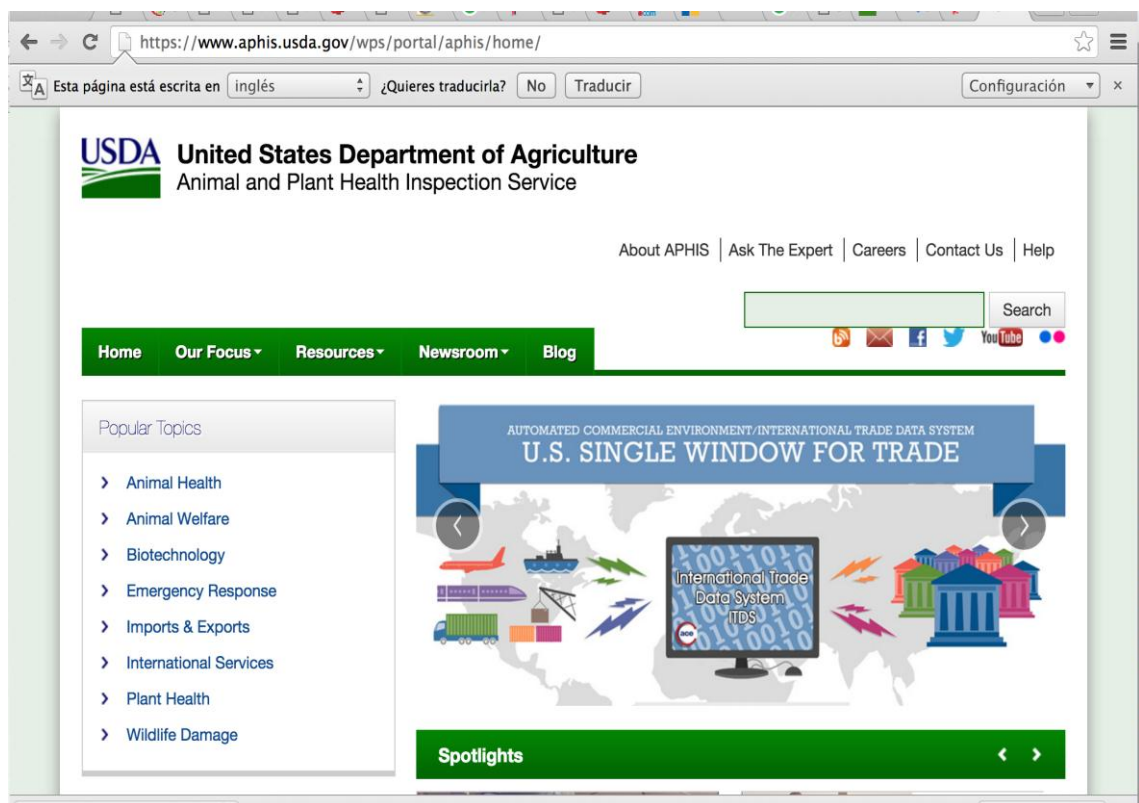 https://www.aphis.usda.gov/wps/portal/aphis/home/
Esta página está escrita en inglés ¿Quieres traducirla? No Traducir Configuración
USDA United States Department of Agriculture
Animal and Plant Health Inspection Service
About APHIS Ask The Expert Careers Contact Us Help
Search
YouTube
Home Our Focus Resources Newsroom Blog
Popular Topics
Animal Health
Animal Welfare
Biotechnology
Emergency Response
Imports & Exports
International Services
Plant Health
Wildlife Damage
AUTOMATED COMMERCIAL ENVIRONMENT/INTERNATIONAL TRADE DATA SYSTEM
U.S. SINGLE WINDOW FOR TRADE
International Trade
Data System
ITDS
ace
Spotlights